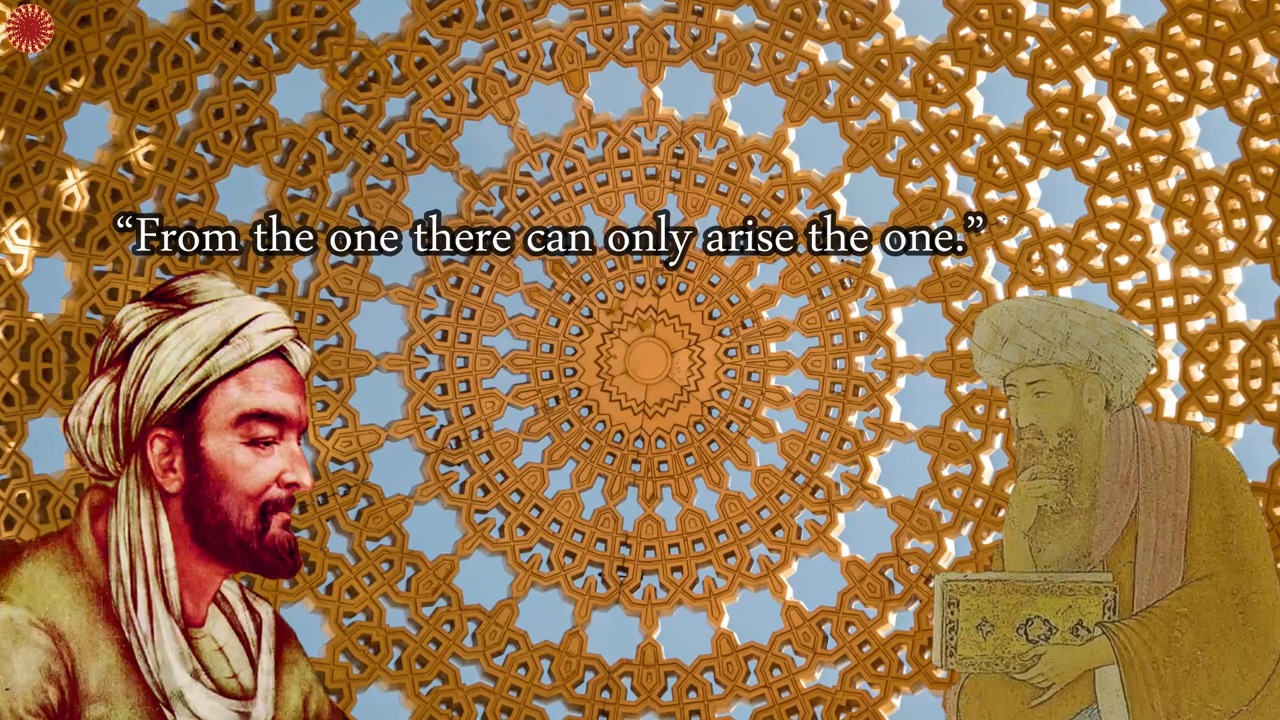 “From the one there can only arise the one.”